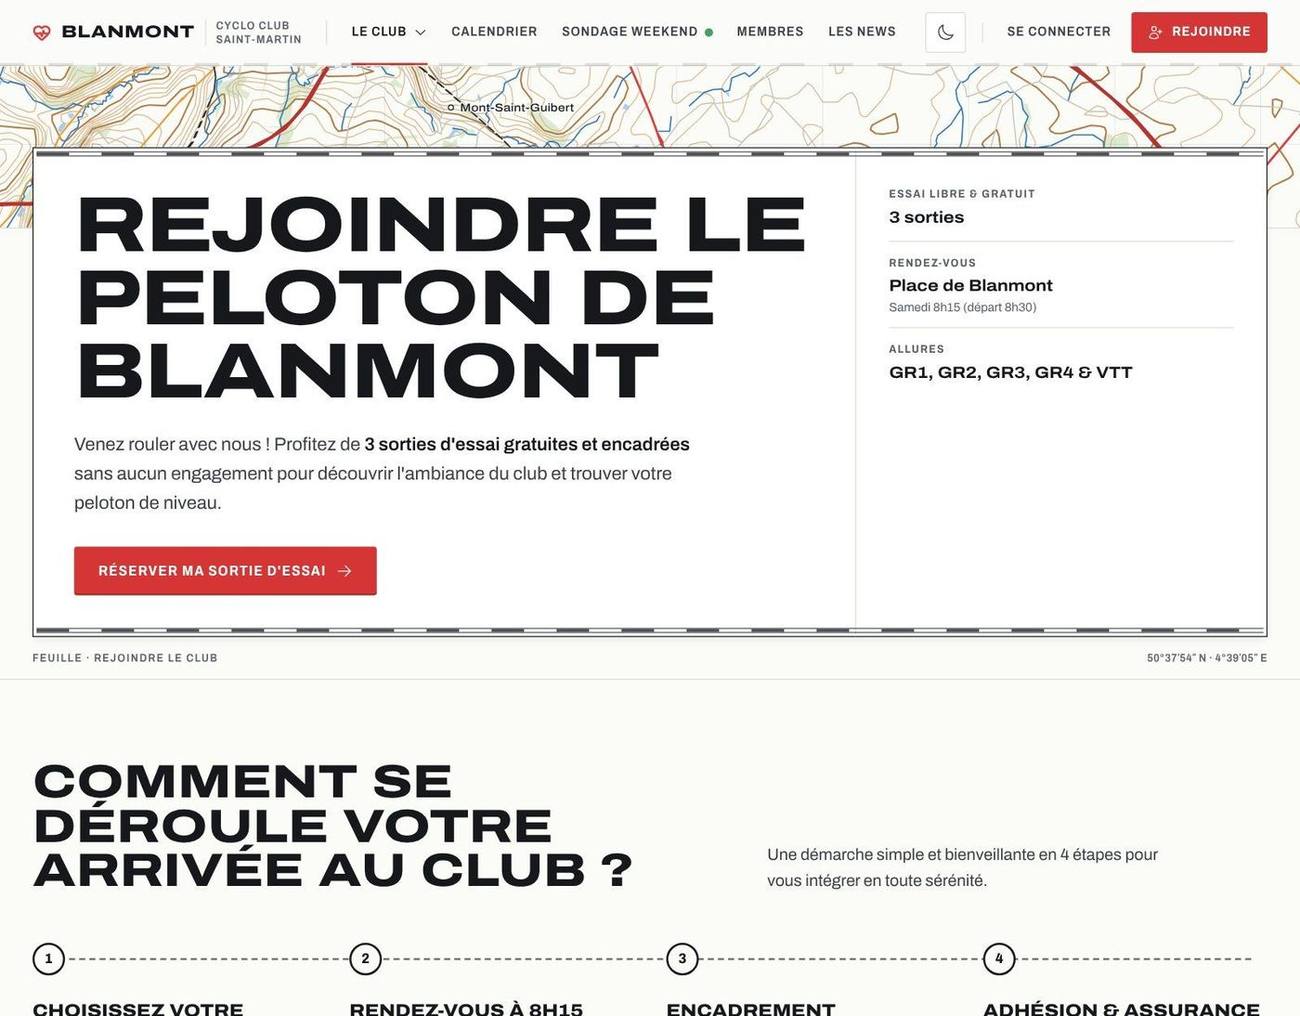 BLANMONT
CYCLO CLUB
SAINT-MARTIN
LE CLUB
CALENDRIER
SONDAGE WEEKEND
MEMBRES
LES NEWS
SE CONNECTER
REJOINDRE
Mont-Saint-Guibert
REJOINDRE LE
PELOTON DE
BLANMONT
Venez rouler avec nous ! Profitez de 3 sorties d'essai gratuites et encadrées
sans aucun engagement pour découvrir l'ambiance du club et trouver votre
peloton de niveau.
RÉSERVER MA SORTIE D'ESSAI
ESSAI LIBRE & GRATUIT
3 sorties
RENDEZ-VOUS
Place de Blanmont
Samedi 8h15 (départ 8h30)
ALLURES
GR1, GR2, GR3, GR4 & VTT
FEUILLE · REJOINDRE LE CLUB
50°37′54″ N · 4°39′05″ E
COMMENT SE
DÉROULE VOTRE
ARRIVÉE AU CLUB ?
Une démarche simple et bienveillante en 4 étapes pour
vous intégrer en toute sérénité.
1
2
3
4
CHOISISSEZ VOTRE
RENDEZ-VOUS À 8H15
ENCADREMENT
ADHÉSION & ASSURANCE